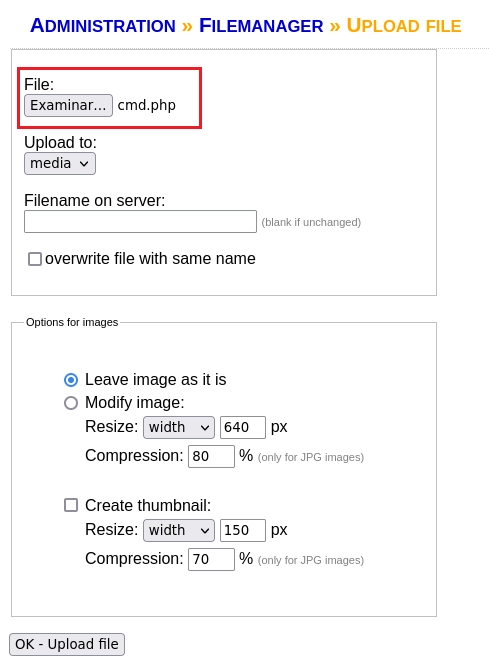 Administration » Filemanager » Upload file
File:
Examinar... cmd.php
Upload to:
media
Filename on server:
(blank if unchanged)
overwrite file with same name
Options for images
Leave image as it is
Modify image:
Resize: width 640 px
Compression: 80 % (only for JPG images)
Create thumbnail:
Resize: width 150 px
Compression: 70 % (only for JPG images)
OK - Upload file